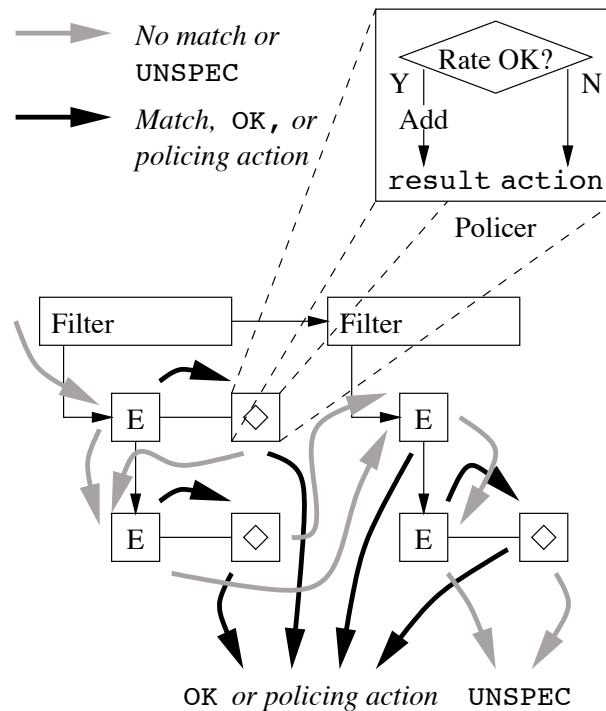 No match or
UNSPEC
Match, OK, or
policing action
Rate OK?
Y
N
Add
result action
Policer
Filter
Filter
E
E
E
E
OK or policing action
UNSPEC